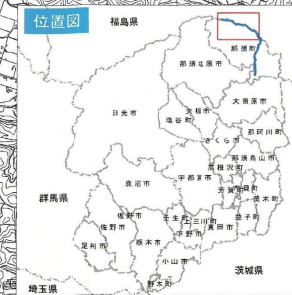 位置図
福島県
那須町
那須塩原市
大田原市
日光市
矢板市
塩谷町
那珂川町
さくら市
那須烏山市
高根沢町
宇都宮市
鹿沼市
芳賀町
市貝町
茂木町
群馬県
佐野市
壬生町
上三川町
益子町
真岡市
下野市
佐野市
栃木市
足利市
小山市
野木町
茨城県
埼玉県